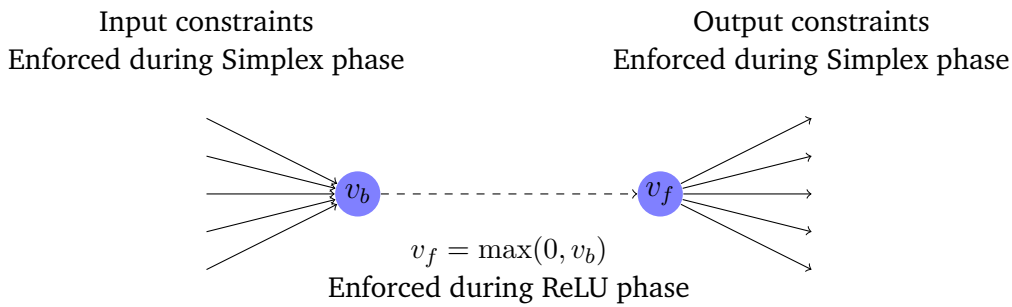 Input constraints
Enforced during Simplex phase
Output constraints
Enforced during Simplex phase
v_b
v_f
v_f = max(0, v_b)
Enforced during ReLU phase